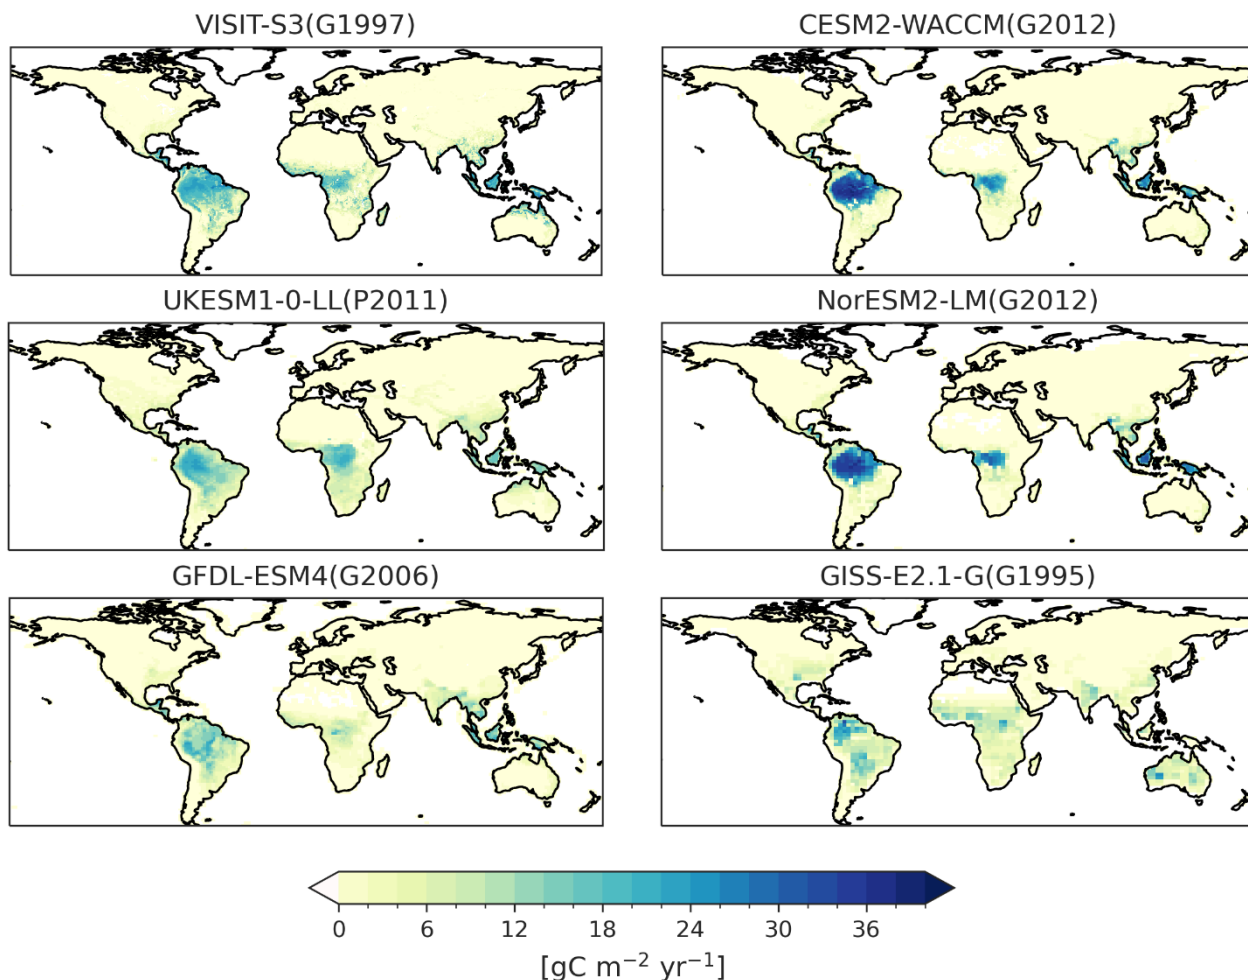 VISIT-S3(G1997)
CESM2-WACCM(G2012)
UKESM1-0-LL(P2011)
NorESM2-LM(G2012)
GFDL-ESM4(G2006)
GISS-E2.1-G(G1995)
0 6 12 18 24 30 36
[gC m⁻² yr⁻¹]